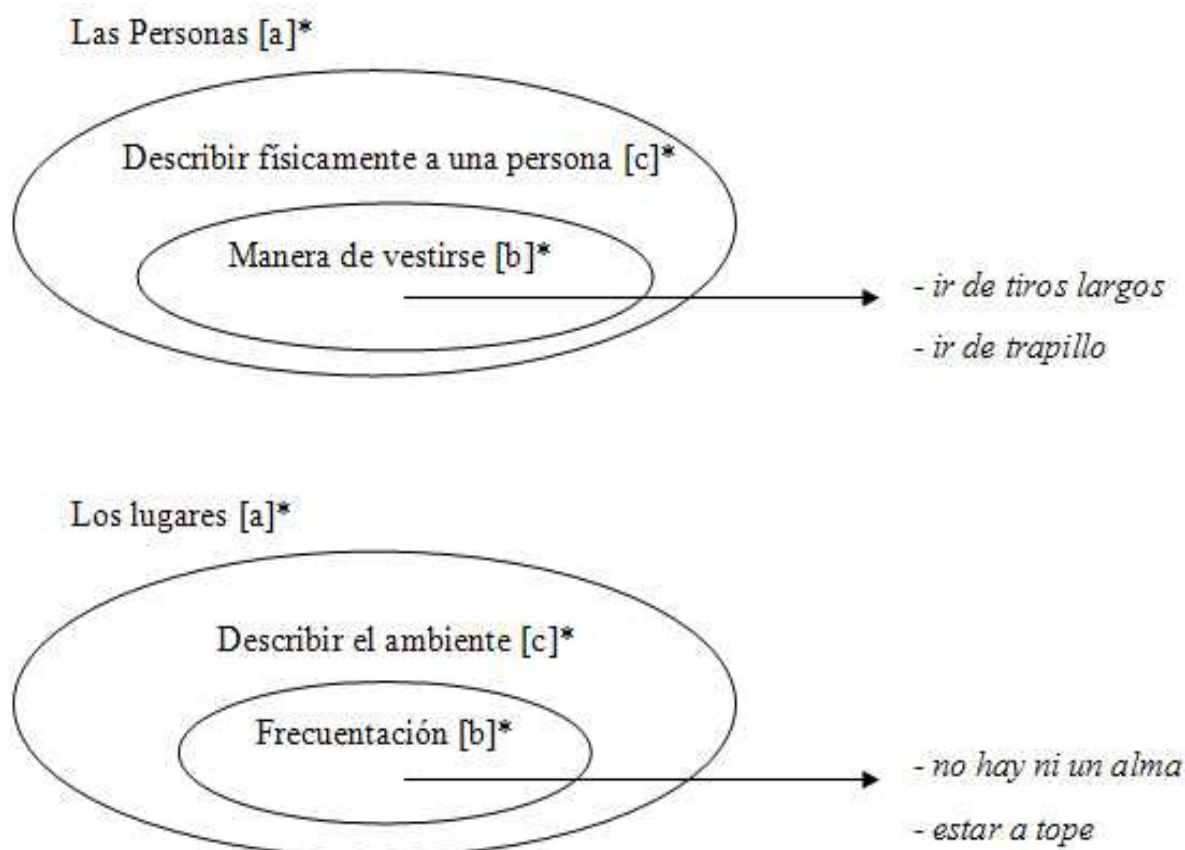 Las Personas [a]*
Describir físicamente a una persona [c]*
Manera de vestirse [b]*
- ir de tiros largos
- ir de trapillo
Los lugares [a]*
Describir el ambiente [c]*
Frecuentación [b]*
- no hay ni un alma
- estar a tope